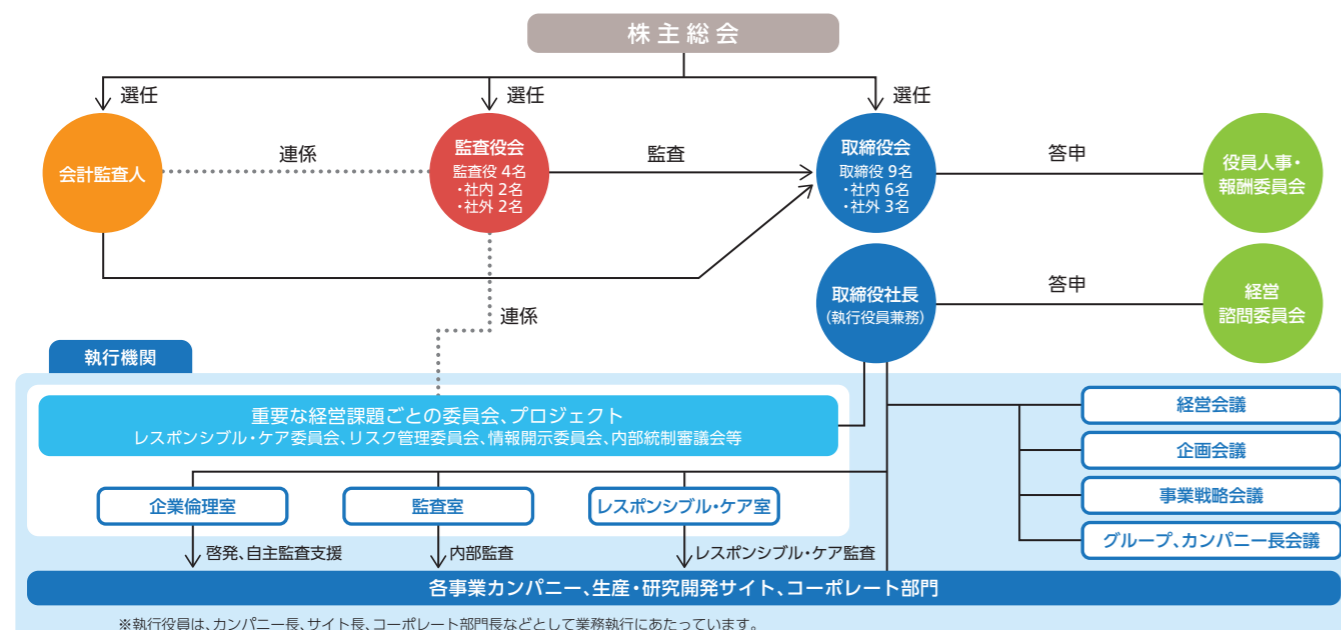 株主総会
選任
選任
選任
会計監査人
連係
監査役会
監査役 4名
・社内 2名
・社外 2名
監査
取締役会
取締役 9名
・社内 6名
・社外 3名
答申
役員人事・
報酬委員会
取締役社長
(執行役員兼務)
答申
経営
諮問委員会
連係
執行機関
重要な経営課題ごとの委員会、プロジェクト
レスポンシブル・ケア委員会、リスク管理委員会、情報開示委員会、内部統制審議会等
経営会議
企画会議
事業戦略会議
グループ、カンパニー長会議
企業倫理室
監査室
レスポンシブル・ケア室
啓発、自主監査支援
内部監査
レスポンシブル・ケア監査
各事業カンパニー、生産・研究開発サイト、コーポレート部門
※執行役員は、カンパニー長、サイト長、コーポレート部門長などとして業務執行にあたっています。